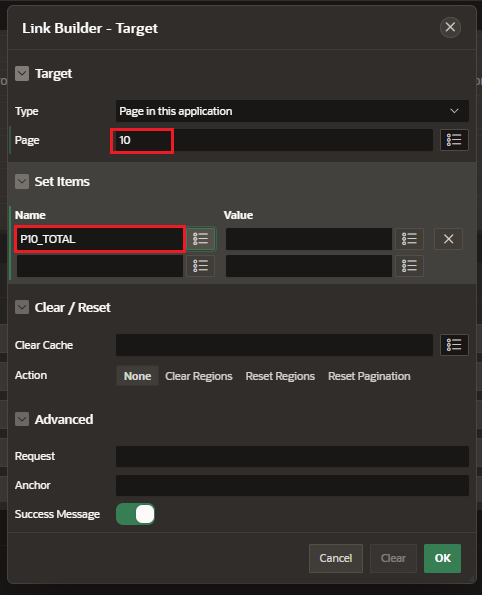 Link Builder - Target
Target
Type Page in this application
Page 10
Set Items
Name Value
P10_TOTAL
Clear / Reset
Clear Cache
Action None Clear Regions Reset Regions Reset Pagination
Advanced
Request
Anchor
Success Message
Cancel Clear OK